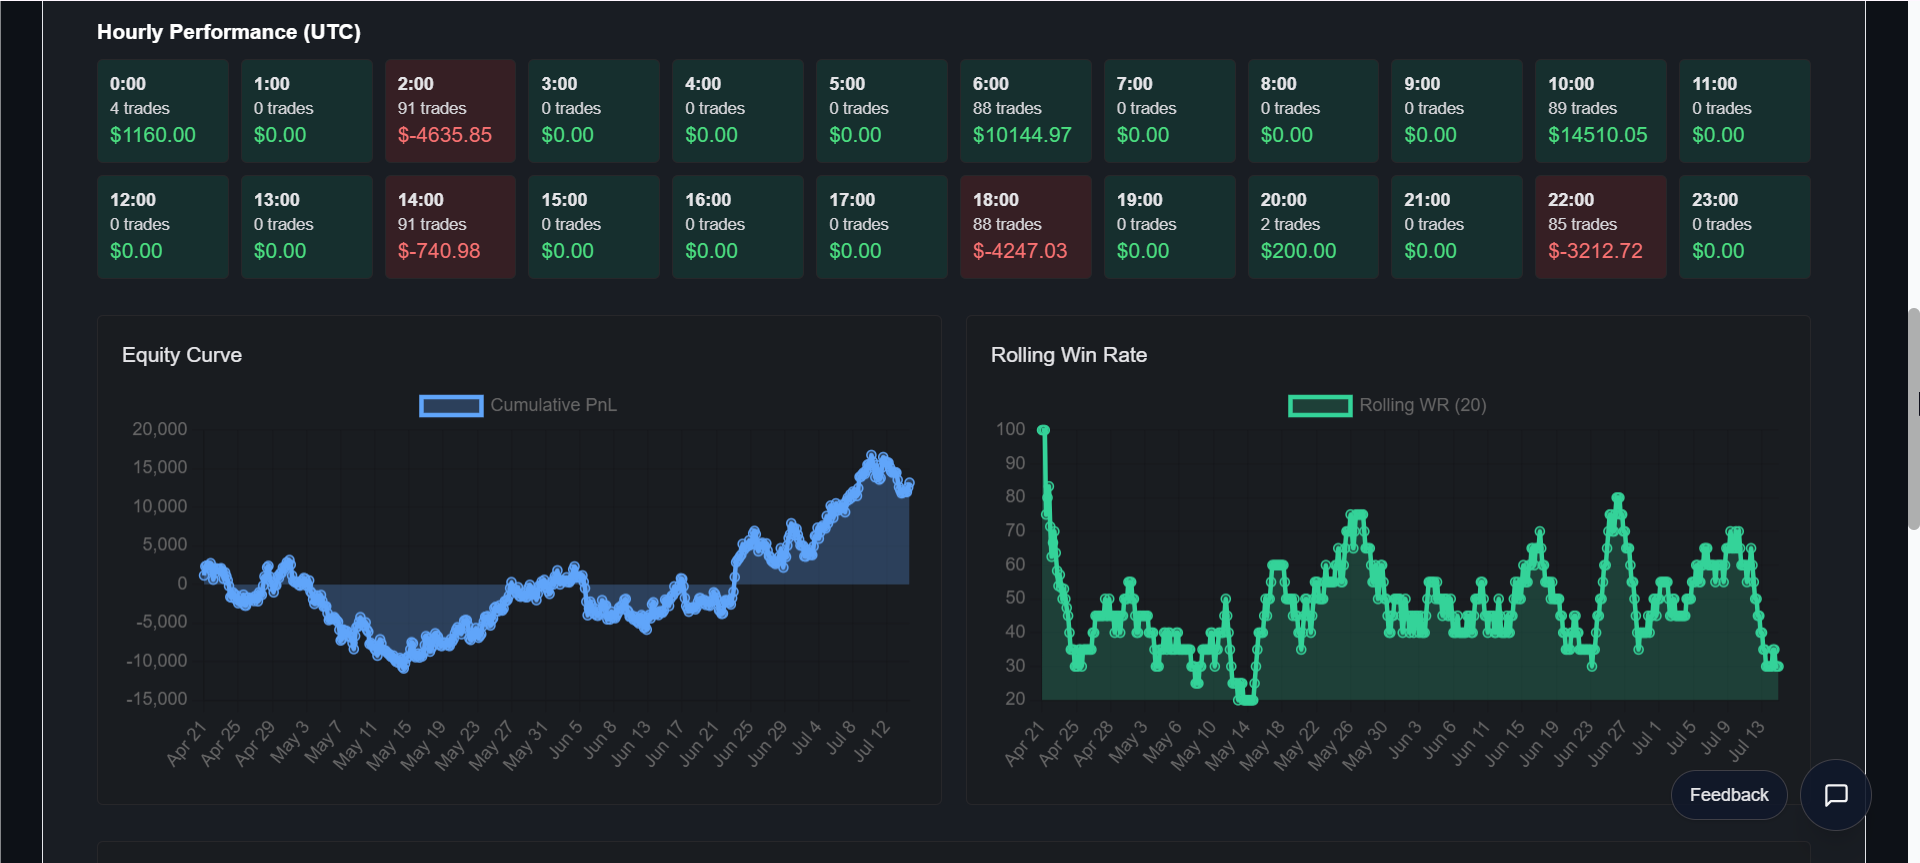 Hourly Performance (UTC)
0:00
4 trades
$1160.00
1:00
0 trades
$0.00
2:00
91 trades
$-4635.85
3:00
0 trades
$0.00
4:00
0 trades
$0.00
5:00
0 trades
$0.00
6:00
88 trades
$10144.97
7:00
0 trades
$0.00
8:00
0 trades
$0.00
9:00
0 trades
$0.00
10:00
89 trades
$14510.05
11:00
0 trades
$0.00
12:00
0 trades
$0.00
13:00
0 trades
$0.00
14:00
91 trades
$-740.98
15:00
0 trades
$0.00
16:00
0 trades
$0.00
17:00
0 trades
$0.00
18:00
88 trades
$-4247.03
19:00
0 trades
$0.00
20:00
2 trades
$200.00
21:00
0 trades
$0.00
22:00
85 trades
$-3212.72
23:00
0 trades
$0.00
Equity Curve
Cumulative PnL
20,000
15,000
10,000
5,000
0
-5,000
-10,000
-15,000
Apr 21
Apr 25
Apr 29
May 3
May 7
May 11
May 15
May 19
May 23
May 27
May 31
Jun 5
Jun 8
Jun 13
Jun 17
Jun 21
Jun 25
Jun 29
Jul 4
Jul 8
Jul 12
Rolling Win Rate
Rolling WR (20)
100
90
80
70
60
50
40
30
20
Apr 21
Apr 25
Apr 28
May 3
May 6
May 10
May 14
May 18
May 22
May 26
May 30
Jun 3
Jun 6
Jun 11
Jun 15
Jun 19
Jun 23
Jun 27
Jul 1
Jul 5
Jul 9
Jul 13
Feedback